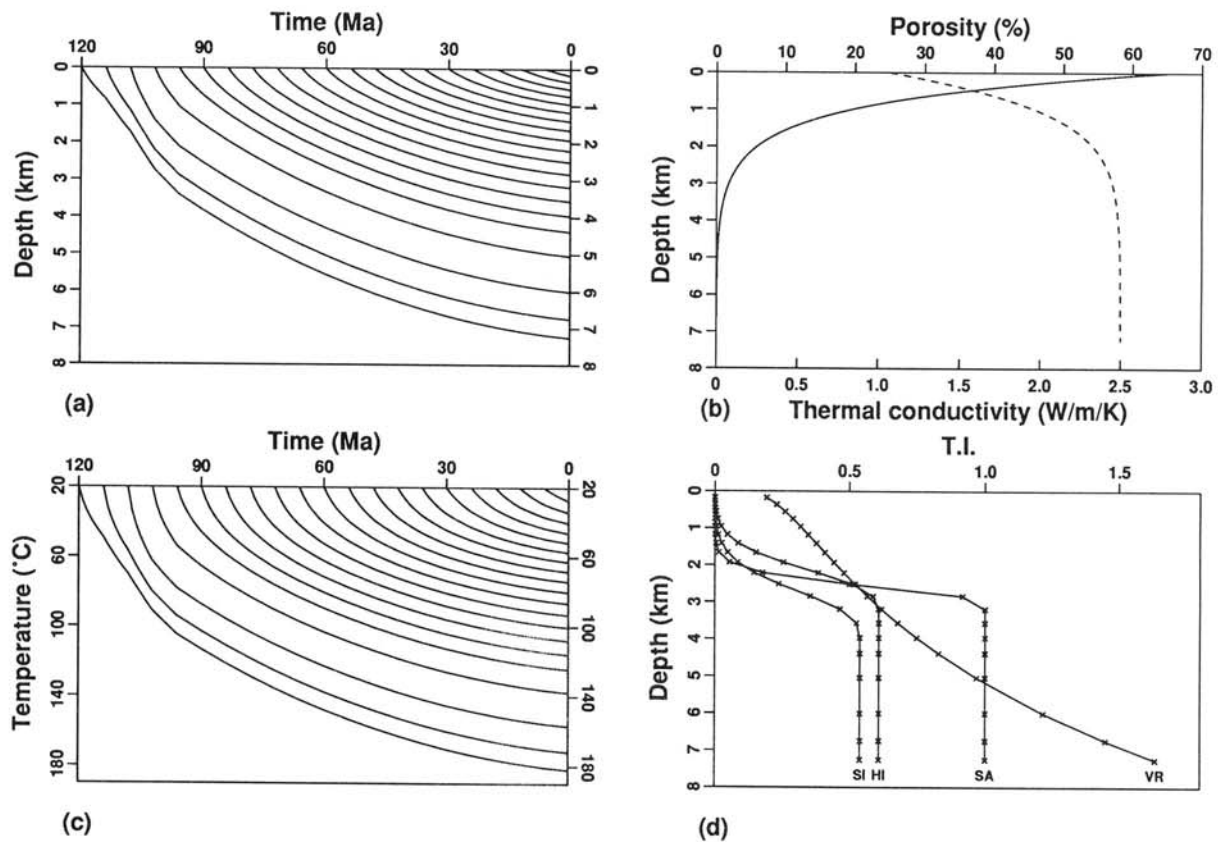 Time (Ma)
120 90 60 30 0
Depth (km)
0 1 2 3 4 5 6 7 8
0 1 2 3 4 5 6 7 8
(a)
Porosity (%)
0 10 20 30 40 50 60 70
Depth (km)
0 1 2 3 4 5 6 7 8
0 0.5 1.0 1.5 2.0 2.5 3.0
(b)
Thermal conductivity (W/m/K)
Time (Ma)
120 90 60 30 0
Temperature (°C)
20 60 100 140 180
20 60 100 140 180
(c)
T.I.
0 0.5 1.0 1.5
Depth (km)
0 1 2 3 4 5 6 7 8
SI HI SA VR
(d)